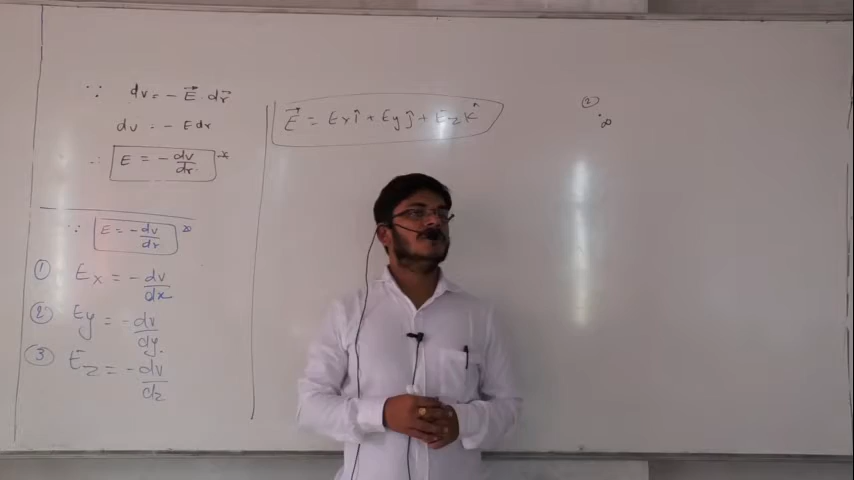 ∵ dv = - E⃗ · dr⃗
dv = - E dr
∴ E = - dv/dr
∵ E = - dv/dr
① Ex = - dv/dx
② Ey = - dv/dy
③ Ez = - dv/dz
E⃗ = Ex î + Ey ĵ + Ez k̂
∞